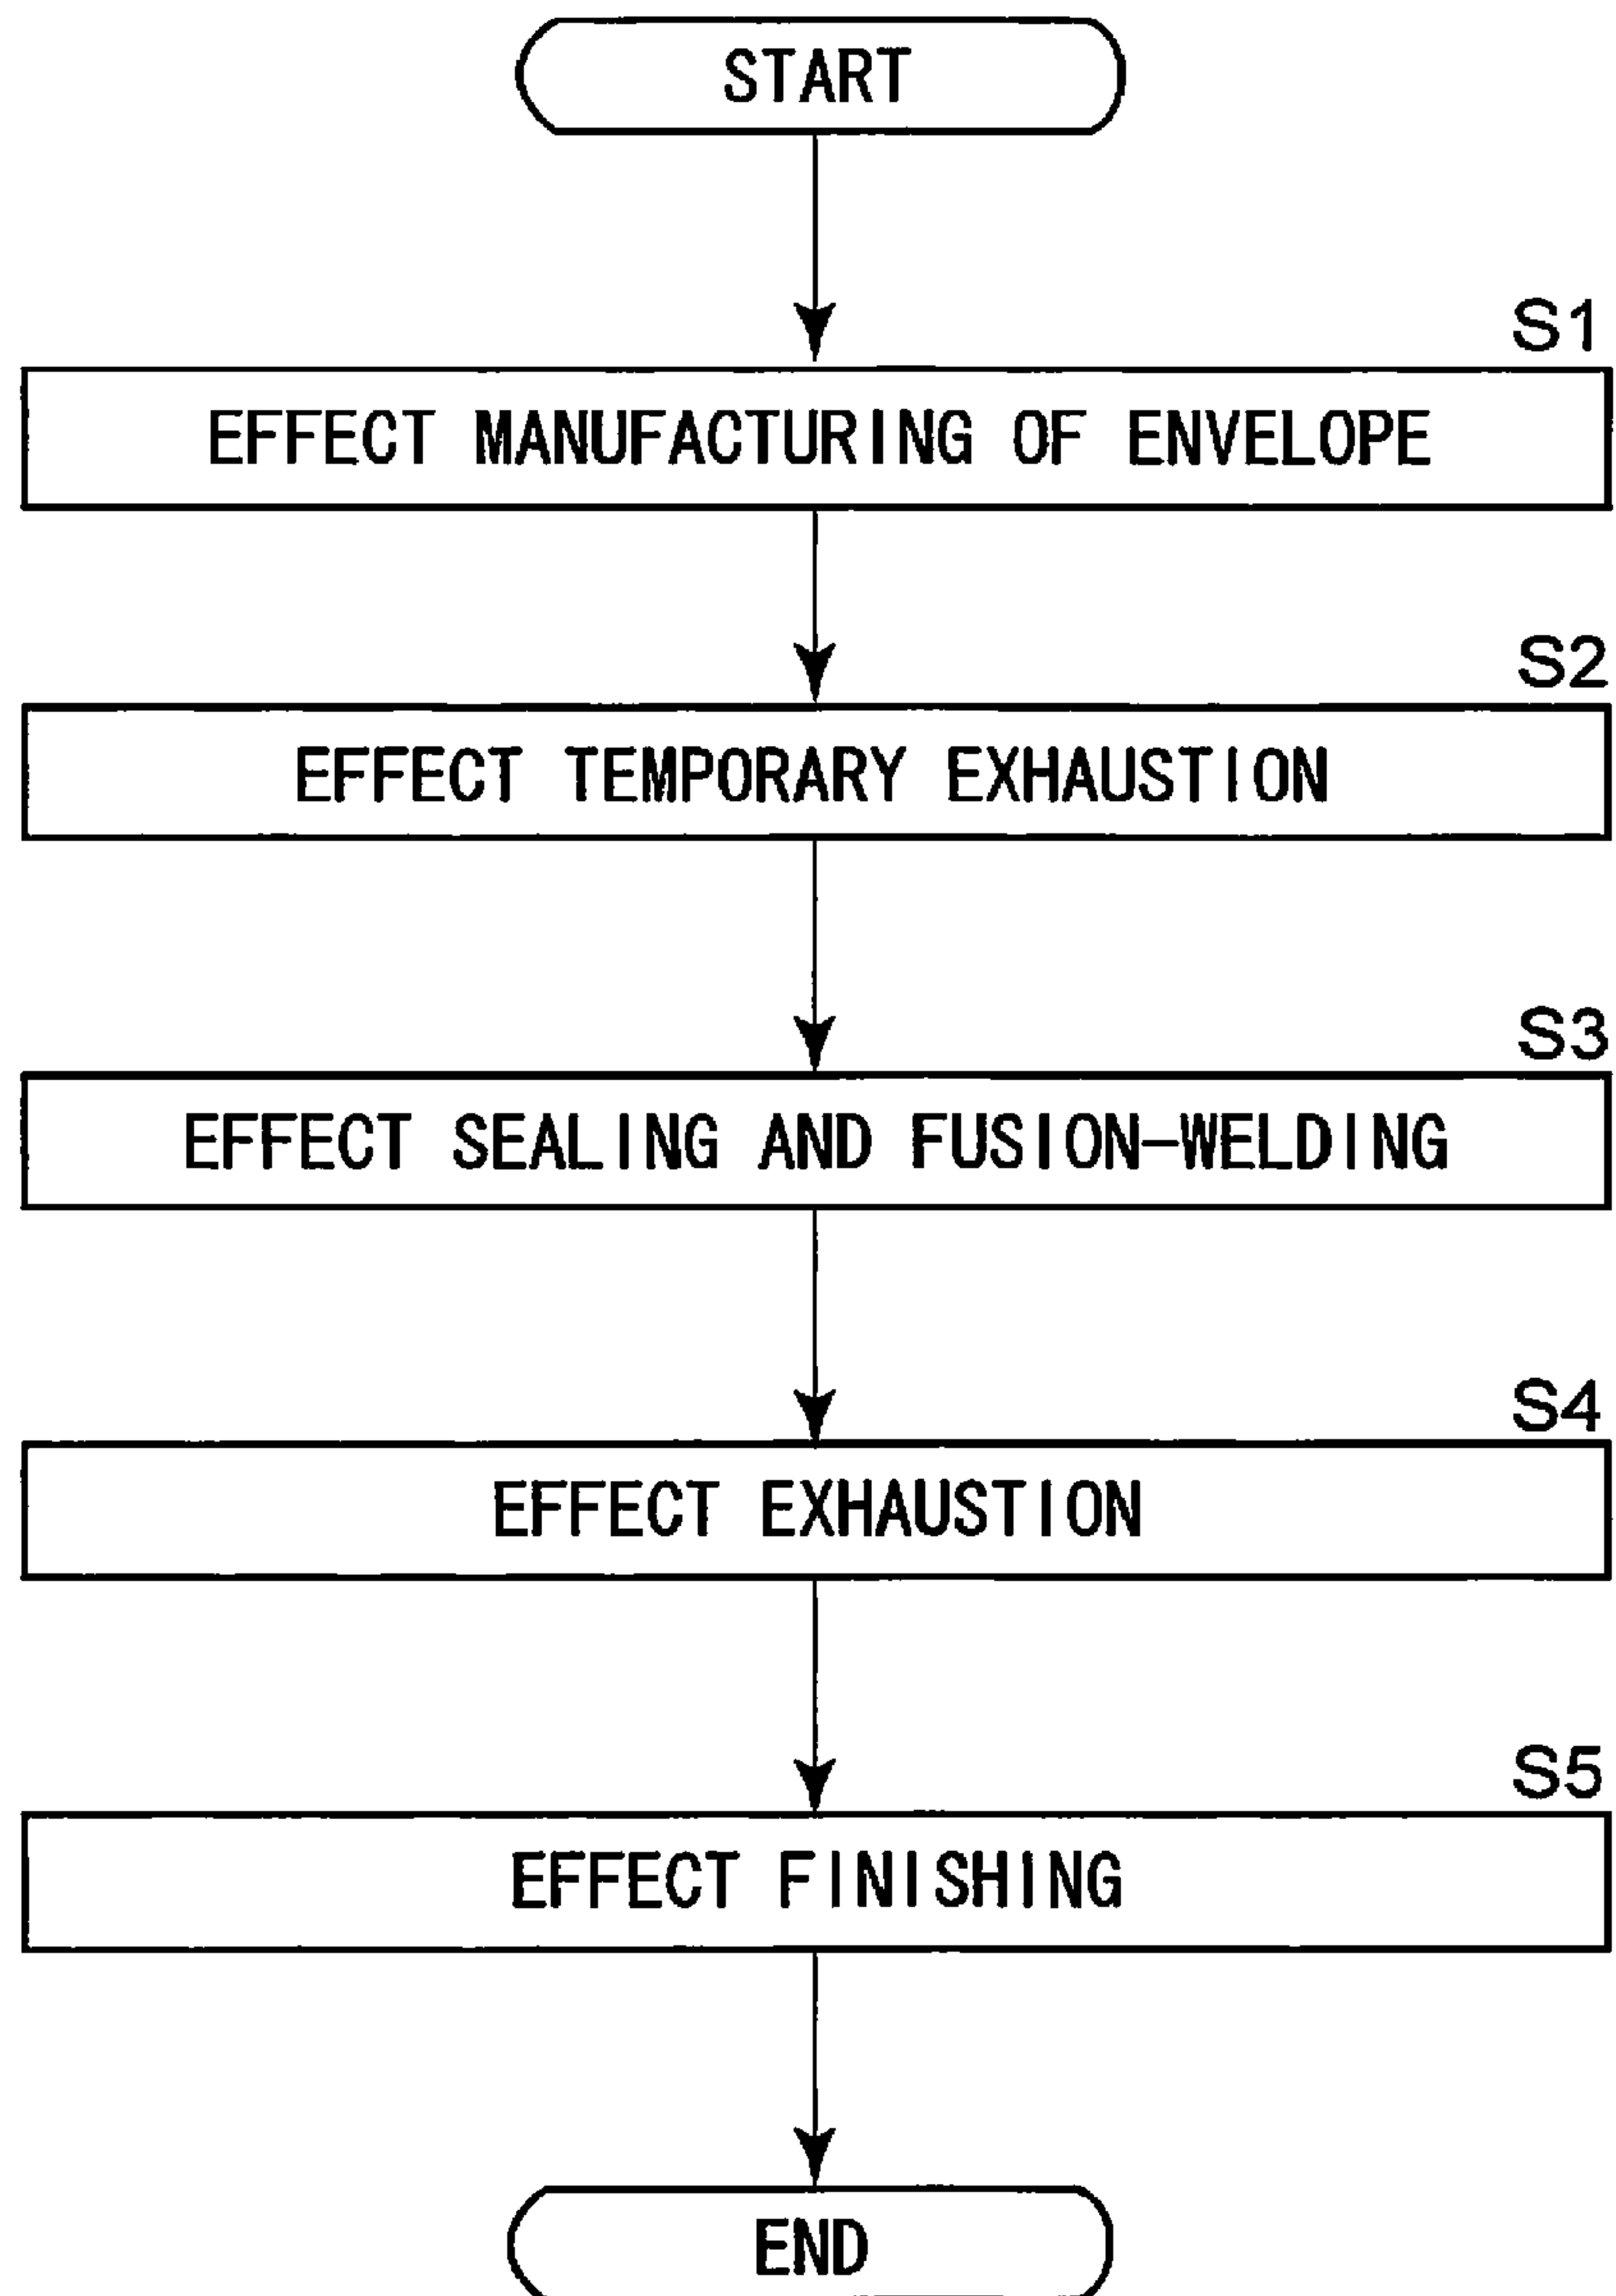 START
S1
EFFECT MANUFACTURING OF ENVELOPE
S2
EFFECT TEMPORARY EXHAUSTION
S3
EFFECT SEALING AND FUSION-WELDING
S4
EFFECT EXHAUSTION
S5
EFFECT FINISHING
END